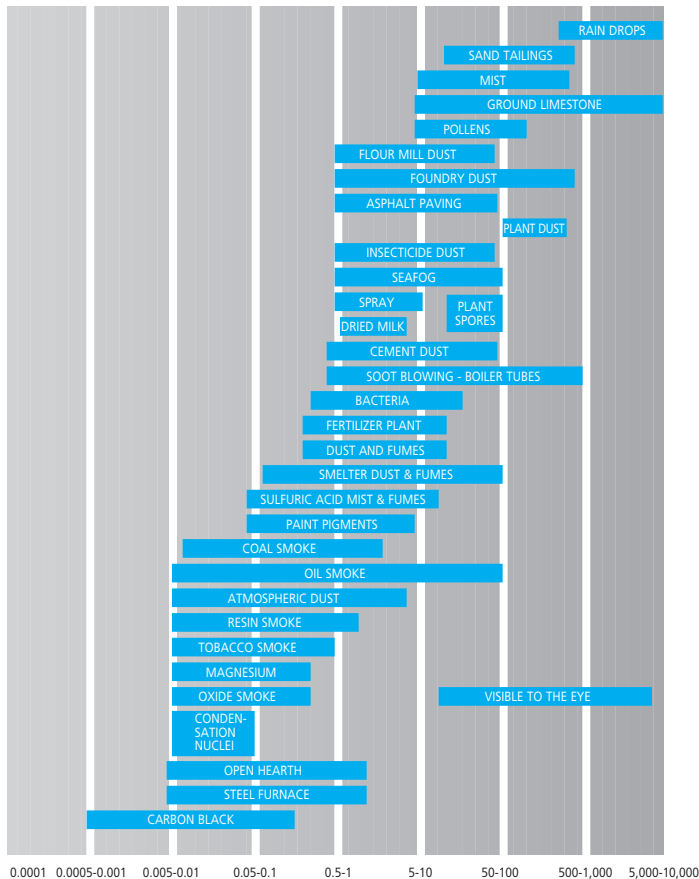 RAIN DROPS
SAND TAILINGS
MIST
GROUND LIMESTONE
POLLENS
FLOUR MILL DUST
FOUNDRY DUST
ASPHALT PAVING
PLANT DUST
INSECTICIDE DUST
SEAFOG
SPRAY
PLANT
SPORES
DRIED MILK
CEMENT DUST
SOOT BLOWING - BOILER TUBES
BACTERIA
FERTILIZER PLANT
DUST AND FUMES
SMELTER DUST & FUMES
SULFURIC ACID MIST & FUMES
PAINT PIGMENTS
COAL SMOKE
OIL SMOKE
ATMOSPHERIC DUST
RESIN SMOKE
TOBACCO SMOKE
MAGNESIUM
OXIDE SMOKE
VISIBLE TO THE EYE
CONDEN-
SATION
NUCLEI
OPEN HEARTH
STEEL FURNACE
CARBON BLACK
0.0001 0.0005-0.001 0.005-0.01 0.05-0.1 0.5-1 5-10 50-100 500-1,000 5,000-10,000